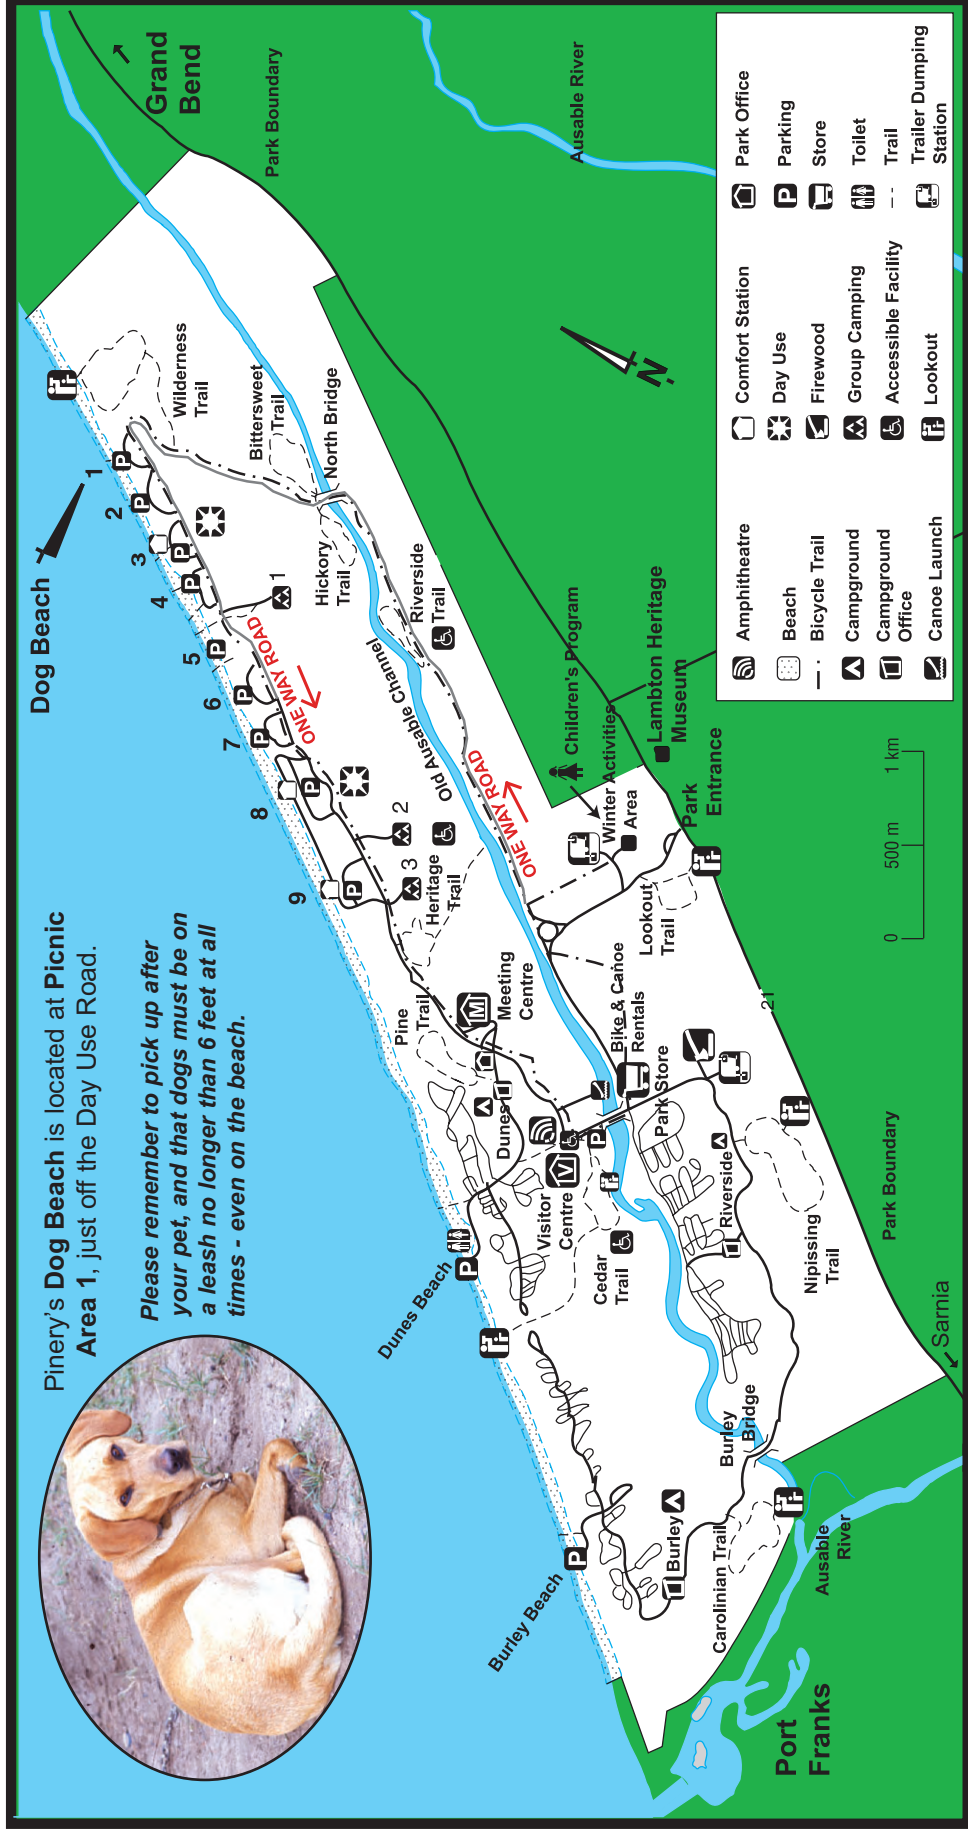 Pinery's Dog Beach is located at Picnic
Area 1, just off the Day Use Road.
Please remember to pick up after
your pet, and that dogs must be on
a leash no longer than 6 feet at all
times - even on the beach.
Dog Beach
Grand
Bend
Park Boundary
Ausable River
1
2
3
4
5
6
7
8
9
Wilderness
Trail
Bittersweet
Trail
North Bridge
Hickory
Trail
Riverside
Trail
1
ONE WAY ROAD
Old Ausable Channel
ONE WAY ROAD
2
3
Heritage
Trail
Children's Program
Winter Activities
Area
Lambton Heritage
Museum
Park
Entrance
Lookout
Trail
Pine
Trail
M
Meeting
Centre
Bike & Canoe
Rentals
Park Store
21
Dunes
V
Visitor
Centre
Cedar
Trail
Dunes Beach
P
Riverside
Nipissing
Trail
Park Boundary
Sarnia
Burley
Bridge
Burley Beach
P
Burley
Carolinian Trail
Ausable
River
Port
Franks
N
0
500 m
1 km
Amphitheatre
Beach
Bicycle Trail
Campground
Campground
Office
Canoe Launch
Comfort Station
Day Use
Firewood
Group Camping
Accessible Facility
Lookout
Park Office
P
Parking
Store
Toilet
Trail
Trailer Dumping
Station